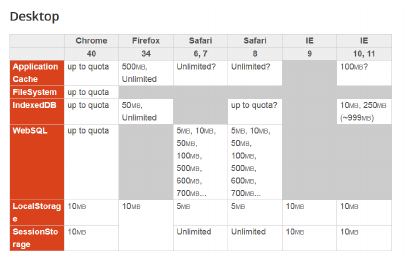 Desktop
Chrome Firefox Safari Safari IE IE
40 34 6, 7 8 9 10, 11
Application up to quota 500MB, Unlimited? Unlimited? 100MB?
Cache Unlimited
FileSystem up to quota
IndexedDB up to quota 50MB, up to quota? 10MB, 250MB
Unlimited (~999MB)
WebSQL up to quota 5MB, 10MB, 5MB, 10MB,
50MB, 50MB,
100MB, 100MB,
500MB, 500MB,
600MB, 600MB,
700MB... 700MB...
LocalStorag 10MB 10MB 5MB 5MB 10MB 10MB
e
SessionSto 10MB Unlimited Unlimited 10MB 10MB
rage